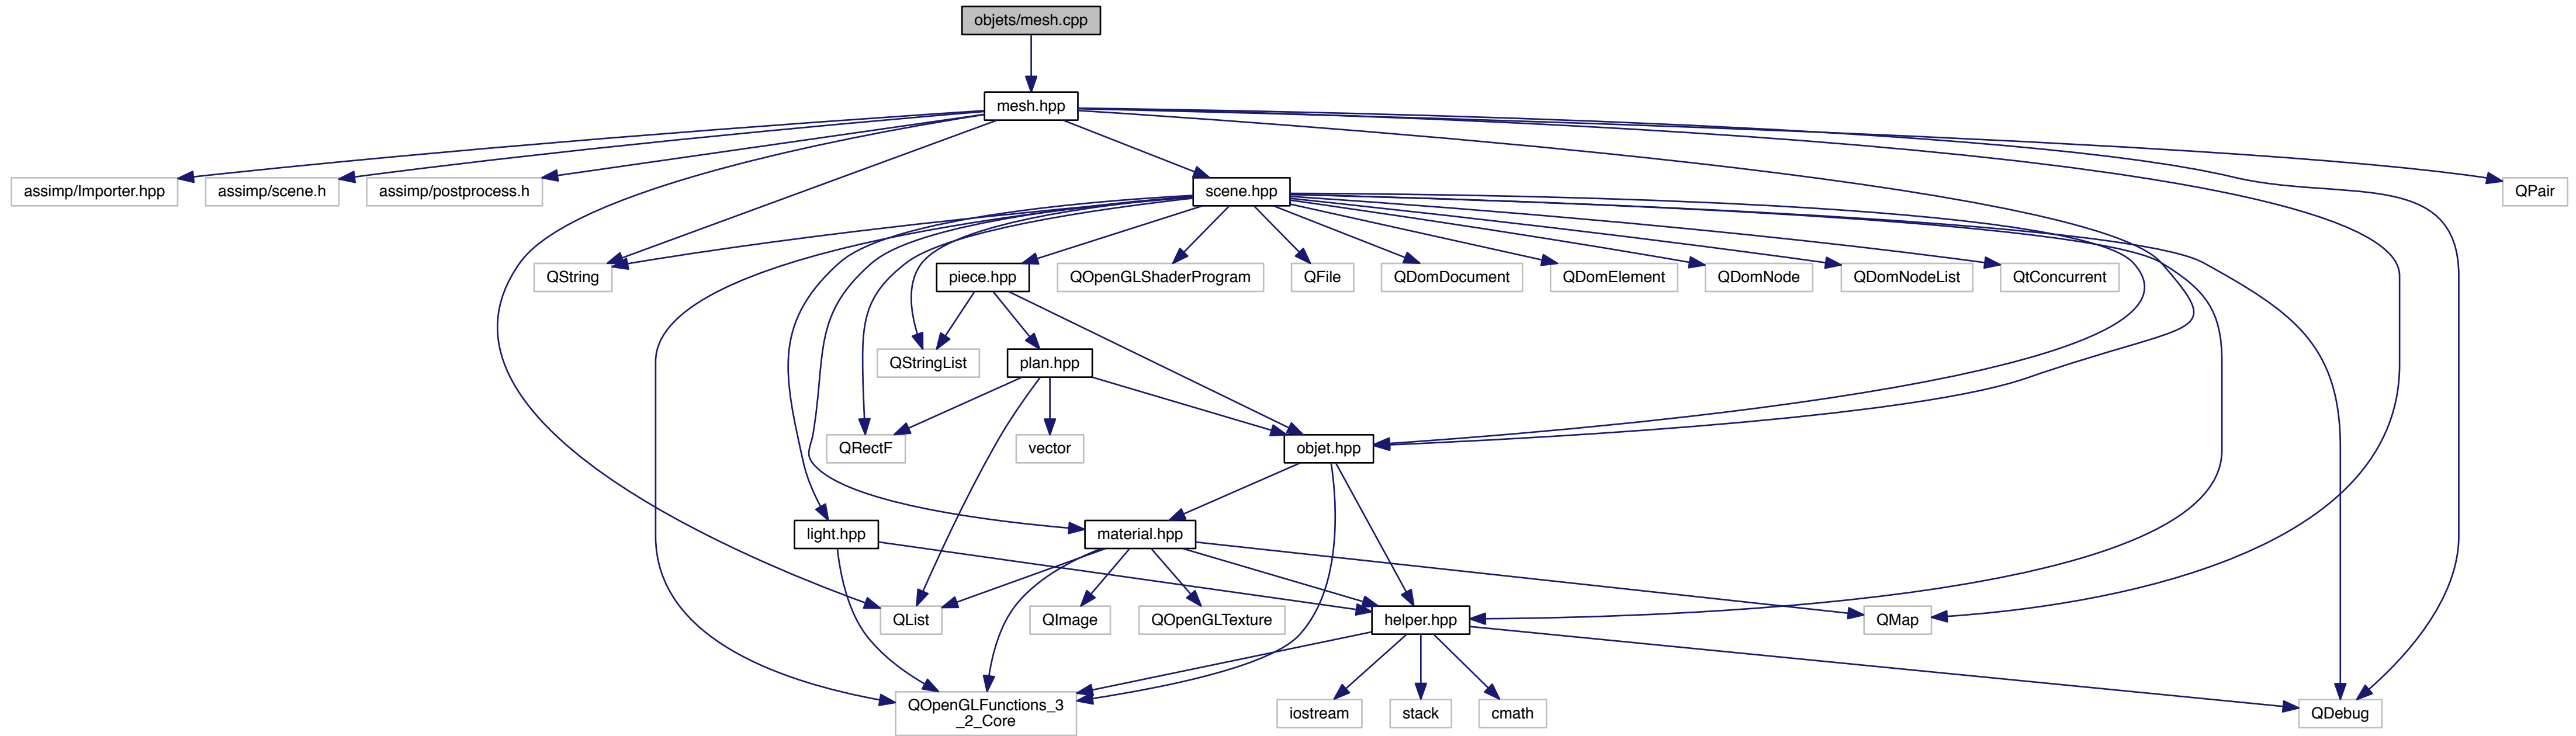 objets/mesh.cpp
mesh.hpp
assimp/Importer.hpp
assimp/scene.h
assimp/postprocess.h
scene.hpp
QPair
QString
piece.hpp
QOpenGLShaderProgram
QFile
QDomDocument
QDomElement
QDomNode
QDomNodeList
QtConcurrent
QStringList
plan.hpp
QRectF
vector
objet.hpp
light.hpp
material.hpp
QList
QImage
QOpenGLTexture
helper.hpp
QMap
QOpenGLFunctions_3
_2_Core
iostream
stack
cmath
QDebug